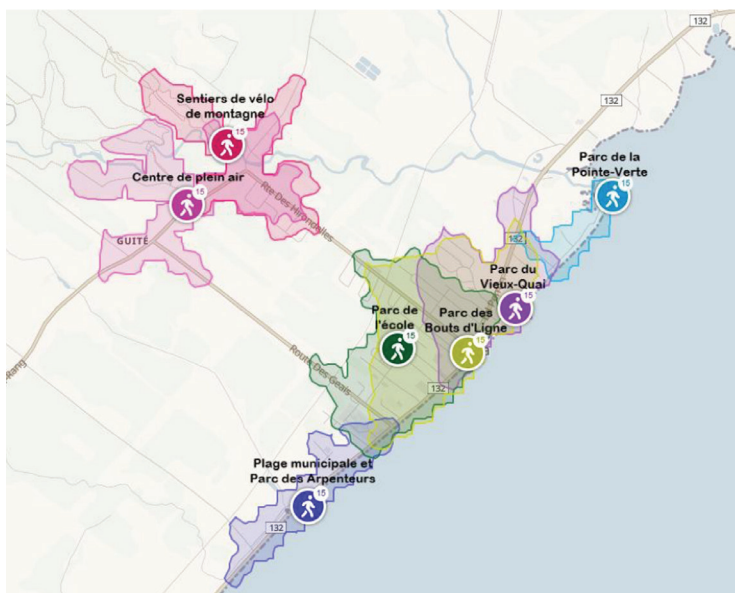 132
132
Sentiers de vélo
de montagne
15
Parc de la
Pointe-Verte
15
Centre de plein air
15
Rte Des Hirondelles
GUITÉ
132
Parc du
Vieux-Quai
15
Parc de
l'école
15
Parc des
Bouts d'Ligne
15
Route Des Geais
Rang
132
132
Plage municipale et
Parc des Arpenteurs
15
132